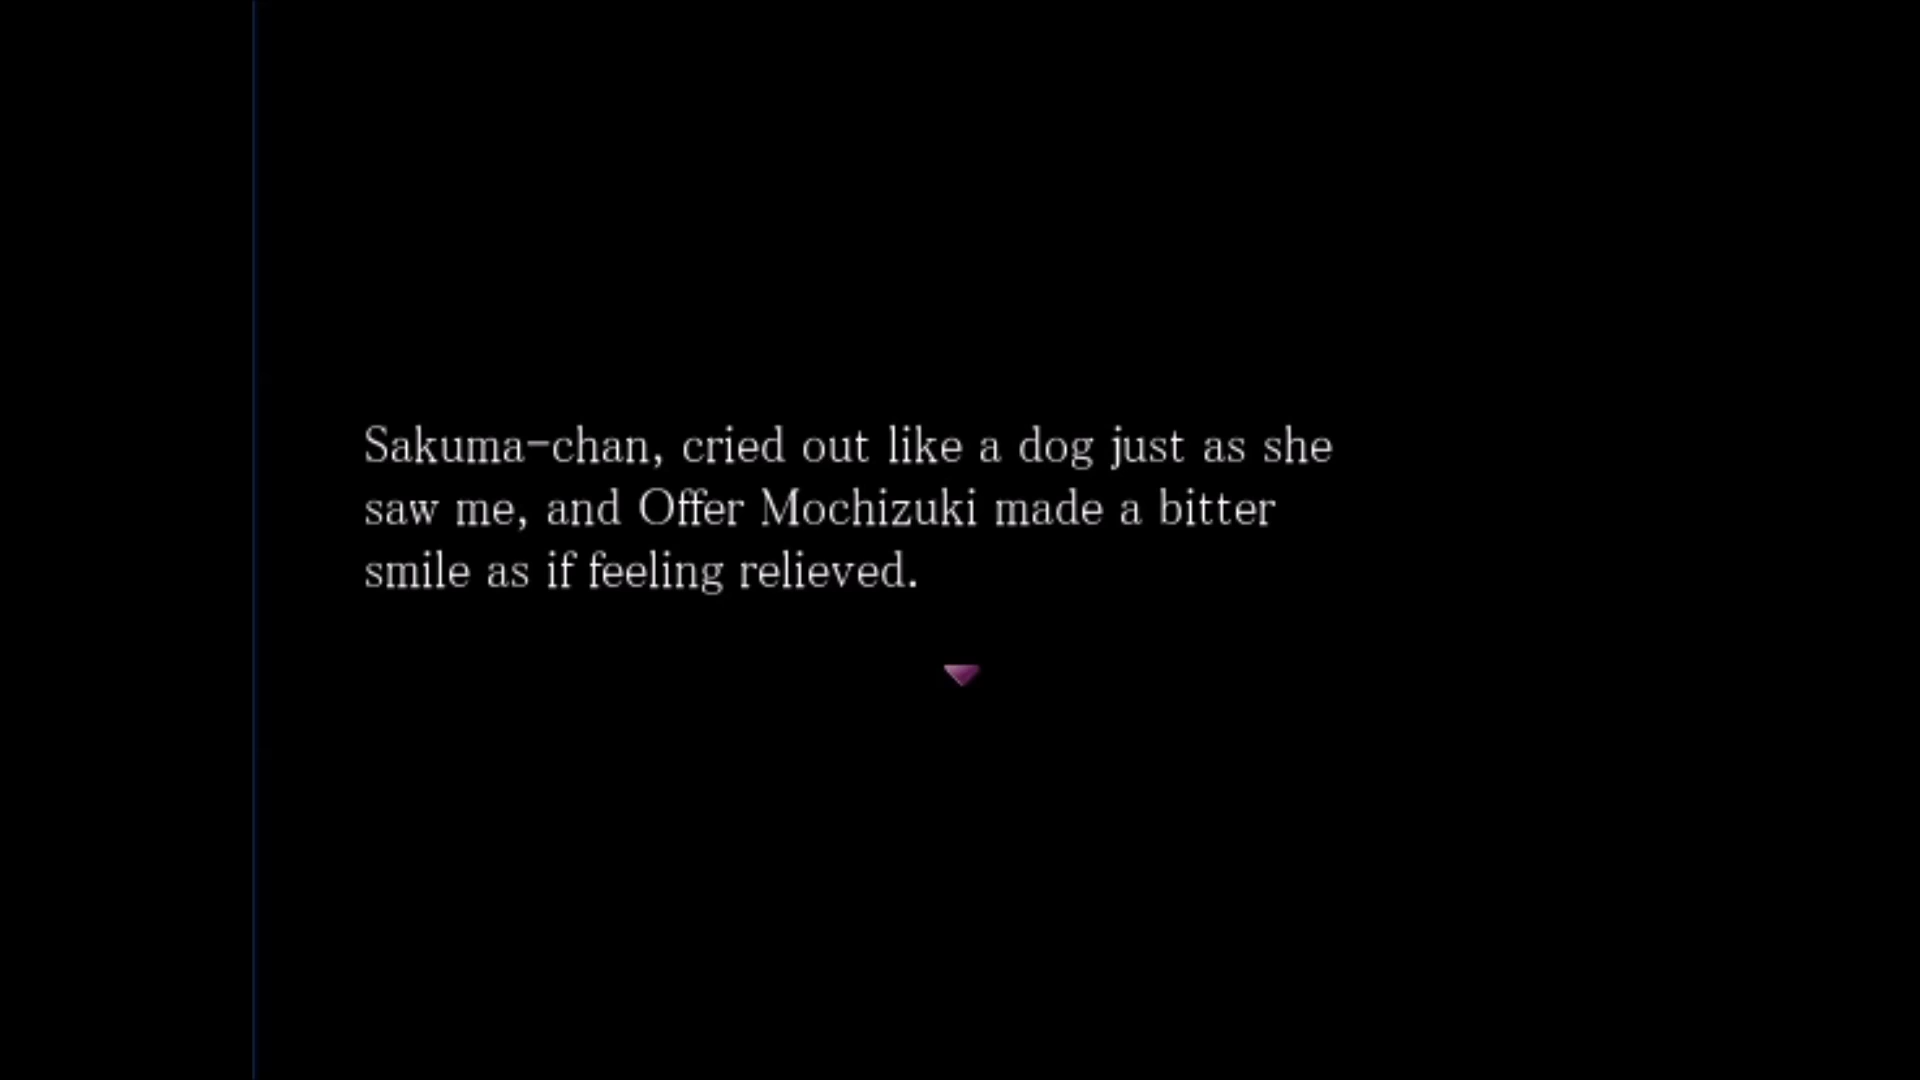 Sakuma-chan, cried out like a dog just as she
saw me, and Offer Mochizuki made a bitter
smile as if feeling relieved.